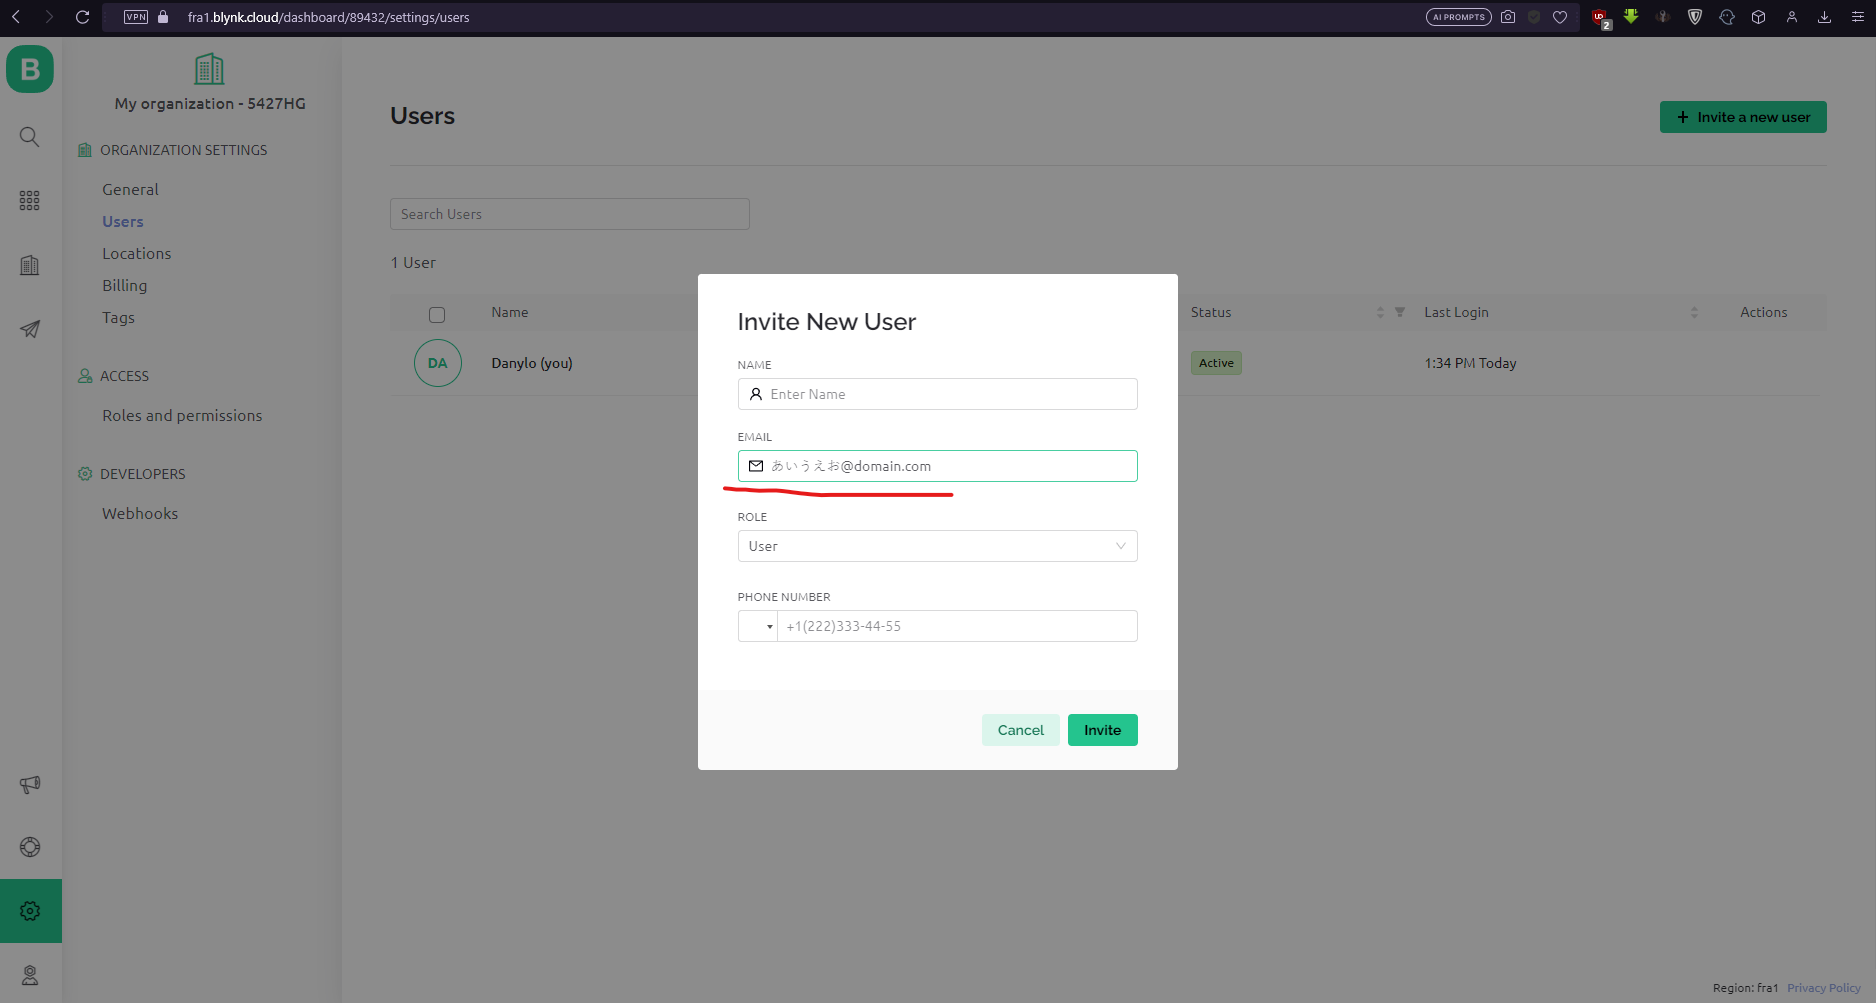 VPN fra1.blynk.cloud/dashboard/89432/settings/users AI PROMPTS
2
B
My organization - 5427HG
ORGANIZATION SETTINGS
General
Users
Locations
Billing
Tags
ACCESS
Roles and permissions
DEVELOPERS
Webhooks
Users
+ Invite a new user
Search Users
1 User
Name Status Last Login Actions
DA Danylo (you) Active 1:34 PM Today
Invite New User
NAME
Enter Name
EMAIL
あいうえお@domain.com
ROLE
User
PHONE NUMBER
+1(222)333-44-55
Cancel Invite
Region: fra1 Privacy Policy